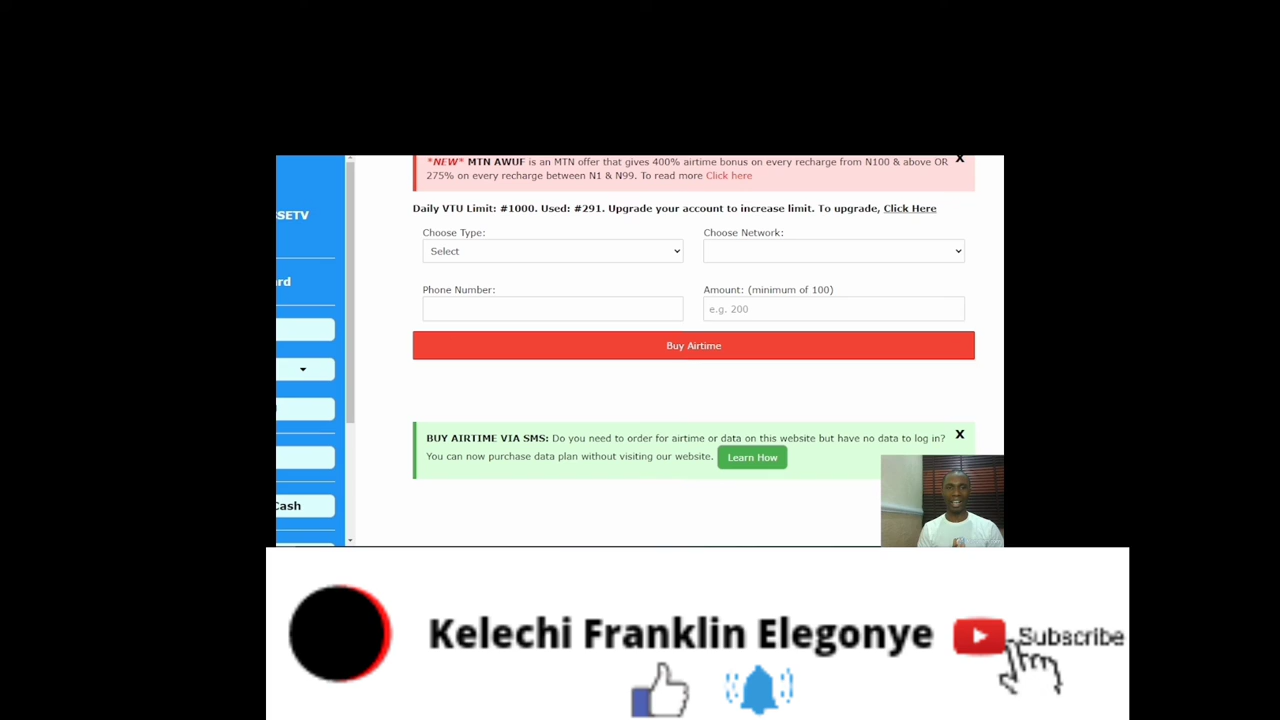 *NEW* MTN AWUF is an MTN offer that gives 400% airtime bonus on every recharge from N100 & above OR
275% on every recharge between N1 & N99. To read more Click here
X
SSETV
Daily VTU Limit: #1000. Used: #291. Upgrade your account to increase limit. To upgrade, Click Here
Choose Type:
Choose Network:
Select
rd
Phone Number:
Amount: (minimum of 100)
e.g. 200
Buy Airtime
BUY AIRTIME VIA SMS: Do you need to order for airtime or data on this website but have no data to log in?
You can now purchase data plan without visiting our website. Learn How
X
Cash
Kelechi Franklin Elegonye
Subscribe